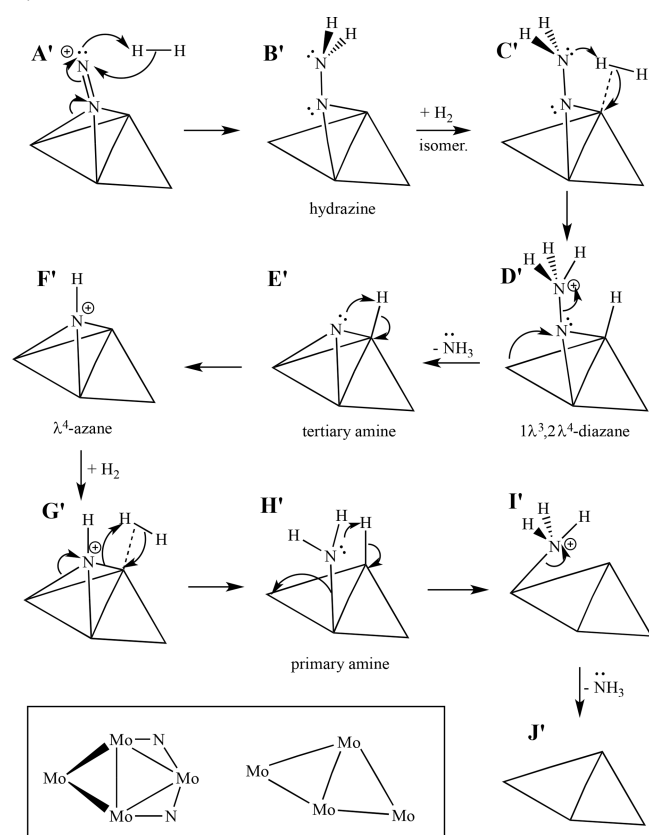 A' ⊕ N N H H
B' H H N N
hydrazine
+ H₂
isomer.
C' H H N N H H
D' H H H N ⊕ N H
1λ³,2λ⁴-diazane
- NH₃
E' N H
tertiary amine
F' H N ⊕
λ⁴-azane
+ H₂
G' H N ⊕ H H
H' H H N H
primary amine
I' H H H N ⊕
- NH₃
J'
Mo N
Mo Mo
Mo N
Mo
Mo
Mo Mo